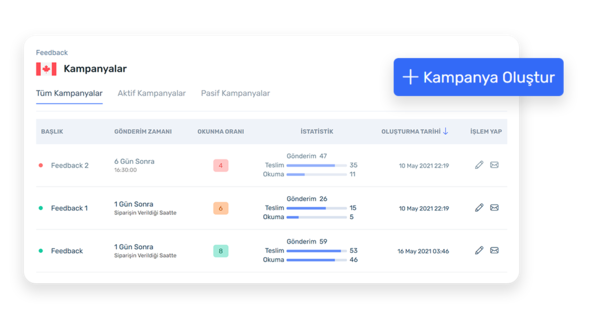 Feedback
Kampanyalar
+ Kampanya Oluştur
Tüm Kampanyalar Aktif Kampanyalar Pasif Kampanyalar
BAŞLIK GÖNDERİM ZAMANI OKUNMA ORANI İSTATİSTİK OLUŞTURMA TARİHİ ↓ İŞLEM YAP
Gönderim 47
Feedback 2 6 Gün Sonra 4 Teslim 35 10 May 2021 22:19
16:30:00 Okuma 11
Gönderim 26
Feedback 1 1 Gün Sonra 6 Teslim 15 10 May 2021 22:19
Siparişin Verildiği Saatte Okuma 5
Gönderim 59
Feedback 1 Gün Sonra 8 Teslim 53 16 May 2021 03:46
Siparişin Verildiği Saatte Okuma 46